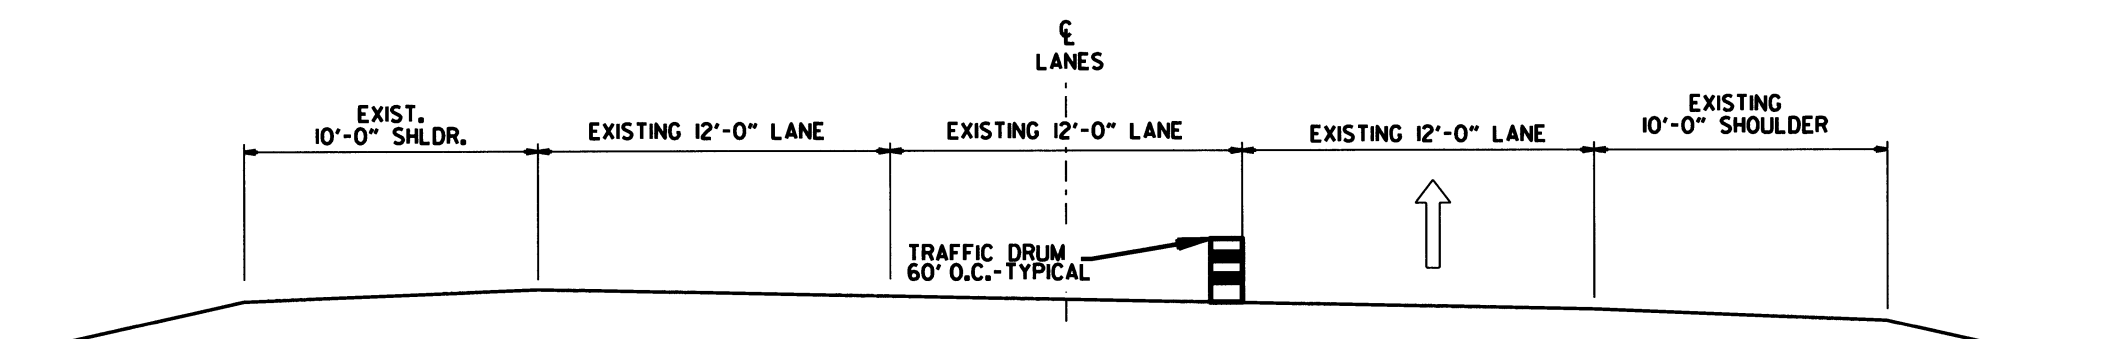 ℄
LANES
EXIST.
10'-0" SHLDR.
EXISTING 12'-0" LANE
EXISTING 12'-0" LANE
EXISTING 12'-0" LANE
EXISTING
10'-0" SHOULDER
TRAFFIC DRUM
60' O.C.-TYPICAL